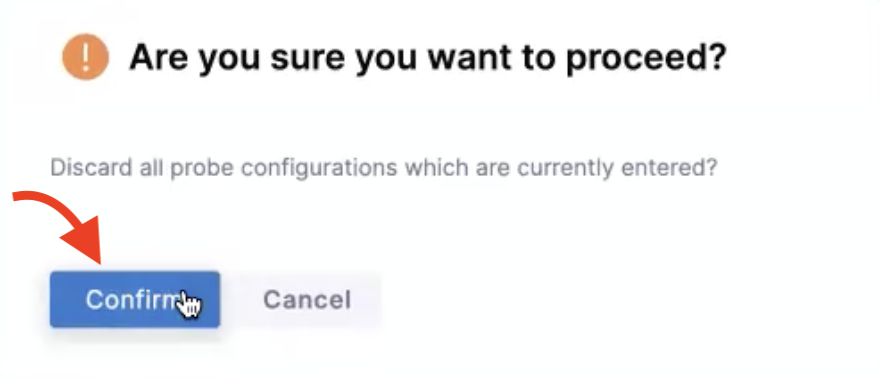 Are you sure you want to proceed?
Discard all probe configurations which are currently entered?
Confirm
Cancel